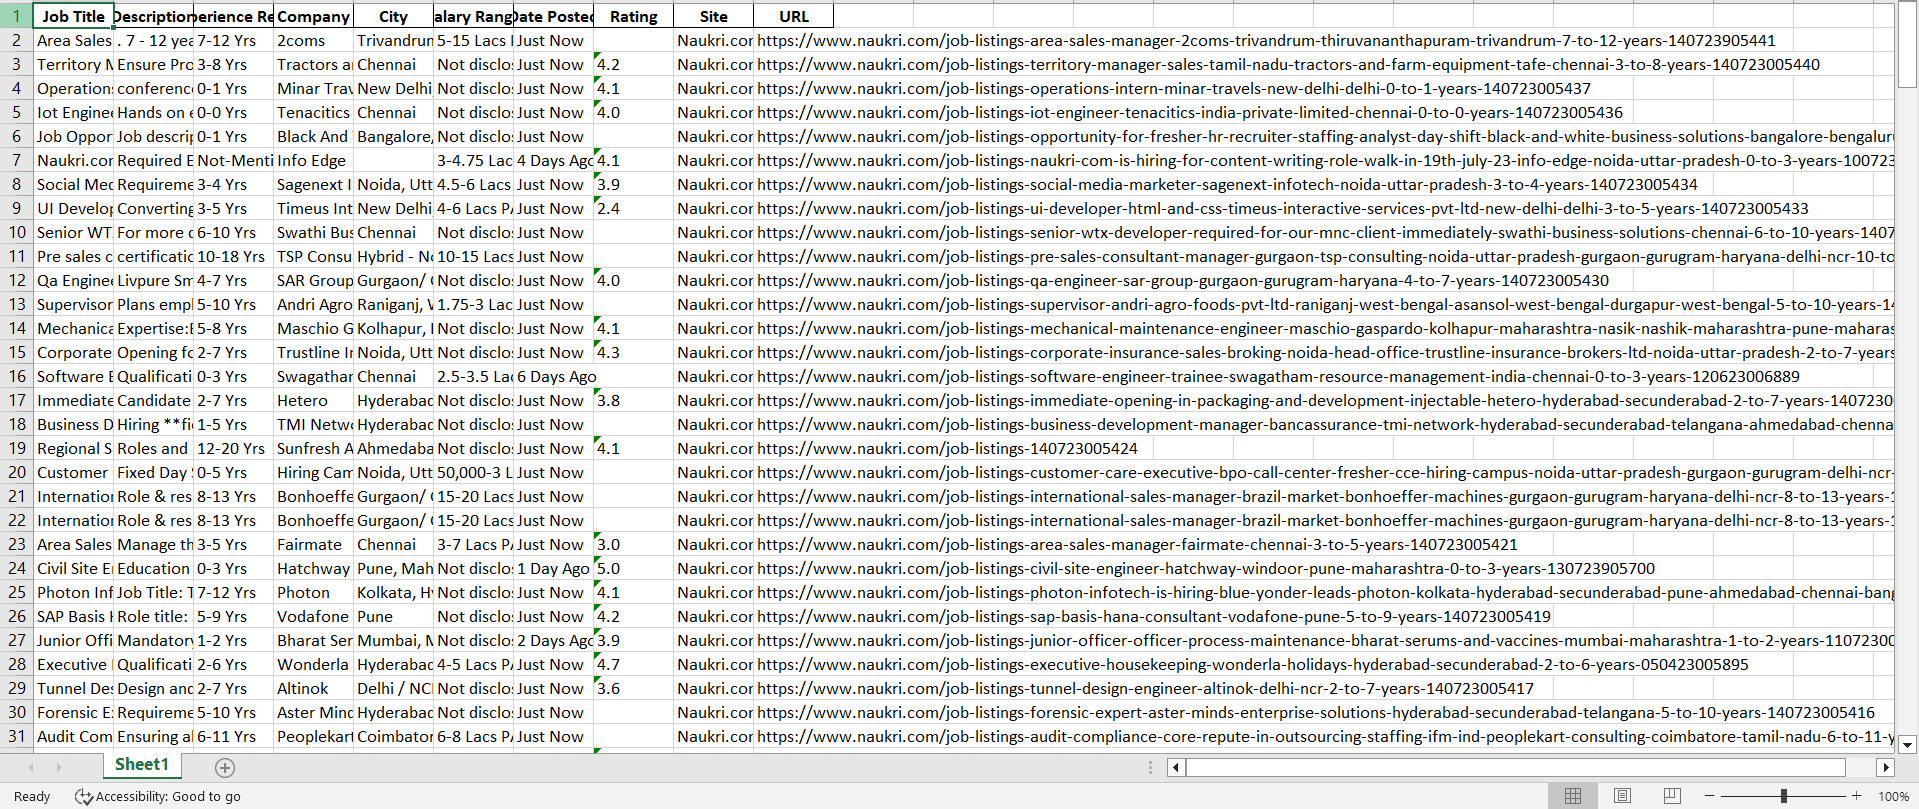 1 Job Title Description perience Re Company City alary Rang Date Posted Rating Site URL
2 Area Sales . 7 - 12 yea 7-12 Yrs 2coms Trivandrum 5-15 Lacs Just Now Naukri.cor https://www.naukri.com/job-listings-area-sales-manager-2coms-trivandrum-thiruvananthapuram-trivandrum-7-to-12-years-140723905441
3 Territory M Ensure Pro 3-8 Yrs Tractors a Chennai Not disclo Just Now 4.2 Naukri.cor https://www.naukri.com/job-listings-territory-manager-sales-tamil-nadu-tractors-and-farm-equipment-tafe-chennai-3-to-8-years-140723005440
4 Operations conference 0-1 Yrs Minar Trav New Delhi Not disclo Just Now 4.1 Naukri.cor https://www.naukri.com/job-listings-operations-intern-minar-travels-new-delhi-delhi-0-to-1-years-140723005437
5 Iot Enginee Hands on e 0-0 Yrs Tenacitics Chennai Not disclo Just Now 4.0 Naukri.cor https://www.naukri.com/job-listings-iot-engineer-tenacitics-india-private-limited-chennai-0-to-0-years-140723005436
6 Job Oppor Job descrip 0-1 Yrs Black And Bangalore, Not disclo Just Now Naukri.cor https://www.naukri.com/job-listings-opportunity-for-fresher-hr-recruiter-staffing-analyst-day-shift-black-and-white-business-solutions-bangalore-bengalur
7 Naukri.cor Required E Not-Menti Info Edge 3-4.75 Lac 4 Days Ago 4.1 Naukri.cor https://www.naukri.com/job-listings-naukri-com-is-hiring-for-content-writing-role-walk-in-19th-july-23-info-edge-noida-uttar-pradesh-0-to-3-years-100723
8 Social Med Requireme 3-4 Yrs Sagenext I Noida, Utt 4.5-6 Lacs Just Now 3.9 Naukri.cor https://www.naukri.com/job-listings-social-media-marketer-sagenext-infotech-noida-uttar-pradesh-3-to-4-years-140723005434
9 UI Develop Converting 3-5 Yrs Timeus Int New Delhi 4-6 Lacs PA Just Now 2.4 Naukri.cor https://www.naukri.com/job-listings-ui-developer-html-and-css-timeus-interactive-services-pvt-ltd-new-delhi-delhi-3-to-5-years-140723005433
10 Senior WT For more d 6-10 Yrs Swathi Bus Chennai Not disclo Just Now Naukri.cor https://www.naukri.com/job-listings-senior-wtx-developer-required-for-our-mnc-client-immediately-swathi-business-solutions-chennai-6-to-10-years-1407
11 Pre sales c certificatio 10-18 Yrs TSP Consu Hybrid - No 10-15 Lacs Just Now Naukri.cor https://www.naukri.com/job-listings-pre-sales-consultant-manager-gurgaon-tsp-consulting-noida-uttar-pradesh-gurgaon-gurugram-haryana-delhi-ncr-10-to
12 Qa Enginee Livpure Sm 4-7 Yrs SAR Group Gurgaon/ Not disclo Just Now 4.0 Naukri.cor https://www.naukri.com/job-listings-qa-engineer-sar-group-gurgaon-gurugram-haryana-4-to-7-years-140723005430
13 Supervisor Plans empl 5-10 Yrs Andri Agro Raniganj, W 1.75-3 Lac Just Now Naukri.cor https://www.naukri.com/job-listings-supervisor-andri-agro-foods-pvt-ltd-raniganj-west-bengal-asansol-west-bengal-durgapur-west-bengal-5-to-10-years-14
14 Mechanica Expertise:E 5-8 Yrs Maschio G Kolhapur, Not disclo Just Now 4.1 Naukri.cor https://www.naukri.com/job-listings-mechanical-maintenance-engineer-maschio-gaspardo-kolhapur-maharashtra-nasik-nashik-maharashtra-pune-maharas
15 Corporate Opening fo 2-7 Yrs Trustline Ir Noida, Utt Not disclo Just Now 4.3 Naukri.cor https://www.naukri.com/job-listings-corporate-insurance-sales-broking-noida-head-office-trustline-insurance-brokers-ltd-noida-uttar-pradesh-2-to-7-years
16 Software E Qualificati 0-3 Yrs Swagathar Chennai 2.5-3.5 Lac 6 Days Ago Naukri.cor https://www.naukri.com/job-listings-software-engineer-trainee-swagatham-resource-management-india-chennai-0-to-3-years-120623006889
17 Immediate Candidate 2-7 Yrs Hetero Hyderabad Not disclo Just Now 3.8 Naukri.cor https://www.naukri.com/job-listings-immediate-opening-in-packaging-and-development-injectable-hetero-hyderabad-secunderabad-2-to-7-years-1407230
18 Business D Hiring **fi 1-5 Yrs TMI Netwo Hyderabad Not disclo Just Now Naukri.cor https://www.naukri.com/job-listings-business-development-manager-bancassurance-tmi-network-hyderabad-secunderabad-telangana-ahmedabad-chenna
19 Regional S Roles and 12-20 Yrs Sunfresh A Ahmedaba Not disclo Just Now 4.1 Naukri.cor https://www.naukri.com/job-listings-140723005424
20 Customer Fixed Day S 0-5 Yrs Hiring Cam Noida, Utt 50,000-3 L Just Now Naukri.cor https://www.naukri.com/job-listings-customer-care-executive-bpo-call-center-fresher-cce-hiring-campus-noida-uttar-pradesh-gurgaon-gurugram-delhi-ncr-
21 Internation Role & res 8-13 Yrs Bonhoeffe Gurgaon/ 15-20 Lacs Just Now Naukri.cor https://www.naukri.com/job-listings-international-sales-manager-brazil-market-bonhoeffer-machines-gurgaon-gurugram-haryana-delhi-ncr-8-to-13-years-1
22 Internation Role & res 8-13 Yrs Bonhoeffe Gurgaon/ 15-20 Lacs Just Now Naukri.cor https://www.naukri.com/job-listings-international-sales-manager-brazil-market-bonhoeffer-machines-gurgaon-gurugram-haryana-delhi-ncr-8-to-13-years-1
23 Area Sales Manage th 3-5 Yrs Fairmate Chennai 3-7 Lacs PA Just Now 3.0 Naukri.cor https://www.naukri.com/job-listings-area-sales-manager-fairmate-chennai-3-to-5-years-140723005421
24 Civil Site E Education 0-3 Yrs Hatchway Pune, Mah Not disclo 1 Day Ago 5.0 Naukri.cor https://www.naukri.com/job-listings-civil-site-engineer-hatchway-windoor-pune-maharashtra-0-to-3-years-130723905700
25 Photon Inf Job Title: T 7-12 Yrs Photon Kolkata, Hy Not disclo Just Now 4.1 Naukri.cor https://www.naukri.com/job-listings-photon-infotech-is-hiring-blue-yonder-leads-photon-kolkata-hyderabad-secunderabad-pune-ahmedabad-chennai-bang
26 SAP Basis H Role title: 5-9 Yrs Vodafone Pune Not disclo Just Now 4.2 Naukri.cor https://www.naukri.com/job-listings-sap-basis-hana-consultant-vodafone-pune-5-to-9-years-140723005419
27 Junior Offi Mandatory 1-2 Yrs Bharat Ser Mumbai, M Not disclo 2 Days Ago 3.9 Naukri.cor https://www.naukri.com/job-listings-junior-officer-officer-process-maintenance-bharat-serums-and-vaccines-mumbai-maharashtra-1-to-2-years-1107230
28 Executive Qualificati 2-6 Yrs Wonderla Hyderabad 4-5 Lacs PA Just Now 4.7 Naukri.cor https://www.naukri.com/job-listings-executive-housekeeping-wonderla-holidays-hyderabad-secunderabad-2-to-6-years-050423005895
29 Tunnel Des Design and 2-7 Yrs Altinok Delhi / NCI Not disclo Just Now 3.6 Naukri.cor https://www.naukri.com/job-listings-tunnel-design-engineer-altinok-delhi-ncr-2-to-7-years-140723005417
30 Forensic E Requireme 5-10 Yrs Aster Minc Hyderabad Not disclo Just Now Naukri.cor https://www.naukri.com/job-listings-forensic-expert-aster-minds-enterprise-solutions-hyderabad-secunderabad-telangana-5-to-10-years-140723005416
31 Audit Com Ensuring al 6-11 Yrs Peoplekart Coimbator 6-8 Lacs PA Just Now Naukri.cor https://www.naukri.com/job-listings-audit-compliance-core-repute-in-outsourcing-staffing-ifm-ind-peoplekart-consulting-coimbatore-tamil-nadu-6-to-11-y
Sheet1
Ready Accessibility: Good to go 100%